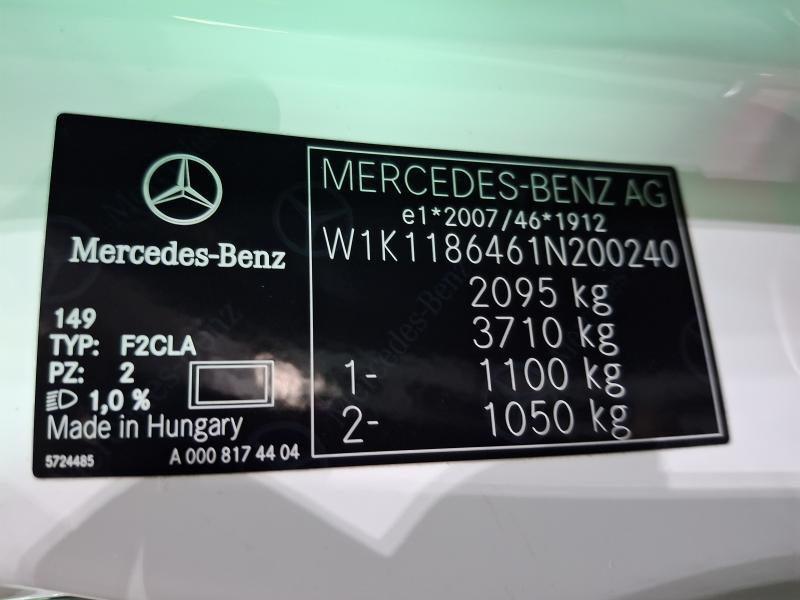 Mercedes-Benz
149
TYP: F2CLA
PZ: 2
1,0 %
Made in Hungary
5724485
A 000 817 44 04
MERCEDES-BENZ AG
e1*2007/46*1912
W1K1186461N200240
2095 kg
3710 kg
1- 1100 kg
2- 1050 kg